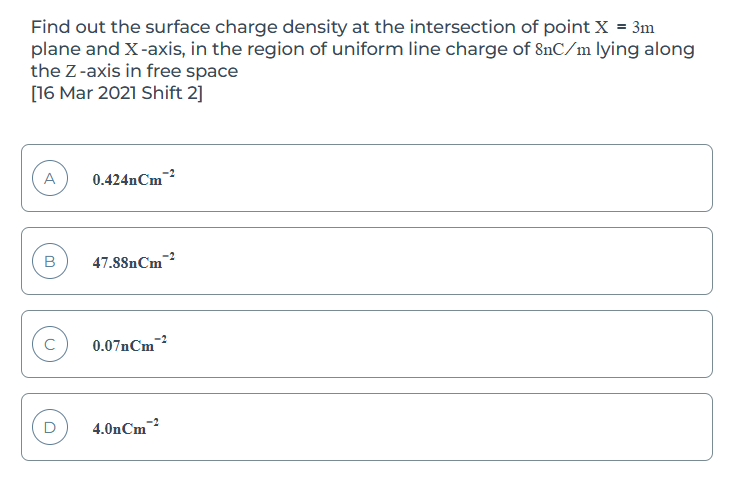 Find out the surface charge density at the intersection of point X = 3m
plane and X-axis, in the region of uniform line charge of 8nC/m lying along
the Z-axis in free space
[16 Mar 2021 Shift 2]
A 0.424nCm⁻²
B 47.88nCm⁻²
C 0.07nCm⁻²
D 4.0nCm⁻²